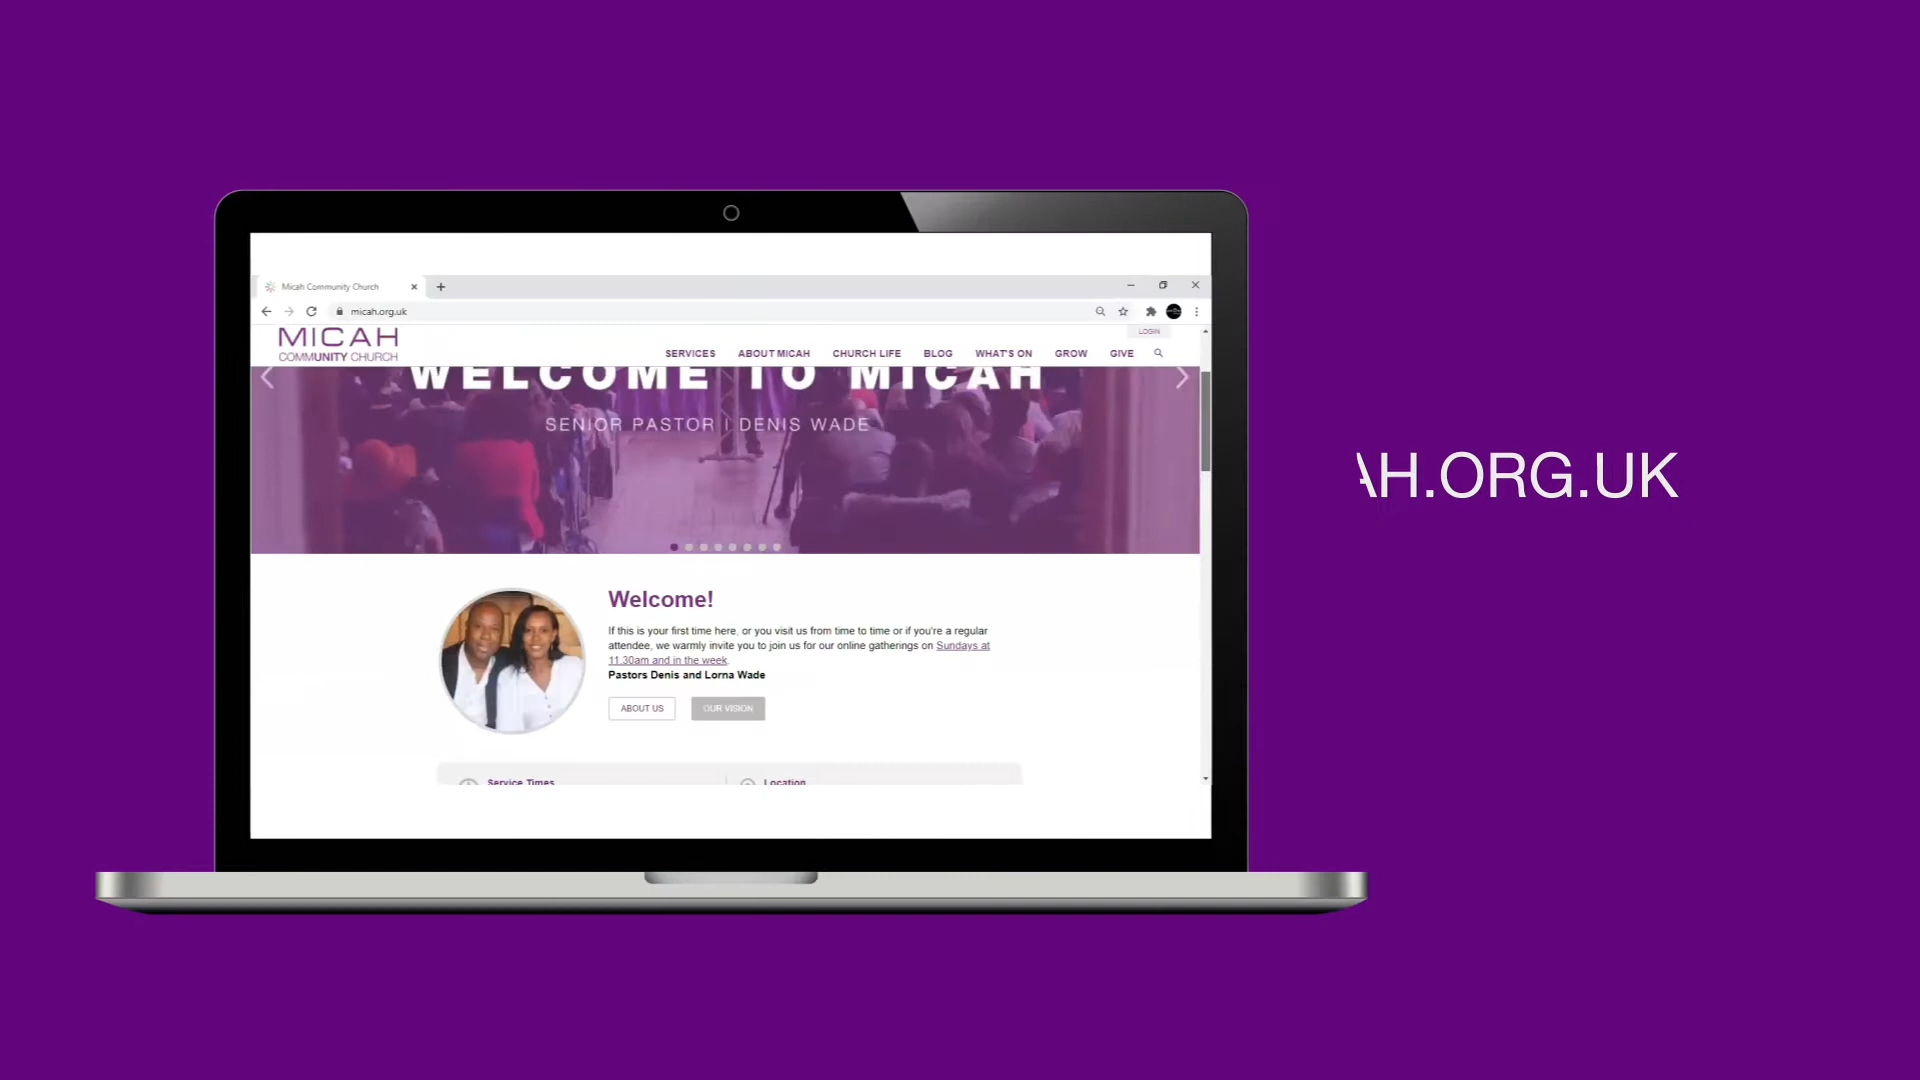 Micah Community Church
micah.org.uk
LOGIN
MICAH
COMMUNITY CHURCH
SERVICES ABOUT MICAH CHURCH LIFE BLOG WHAT'S ON GROW GIVE
WELCOME TO MICAH
SENIOR PASTOR | DENIS WADE
AH.ORG.UK
Welcome!
If this is your first time here, or you visit us from time to time or if you're a regular
attendee, we warmly invite you to join us for our online gatherings on Sundays at
11.30am and in the week.
Pastors Denis and Lorna Wade
ABOUT US OUR VISION
Service Times Location